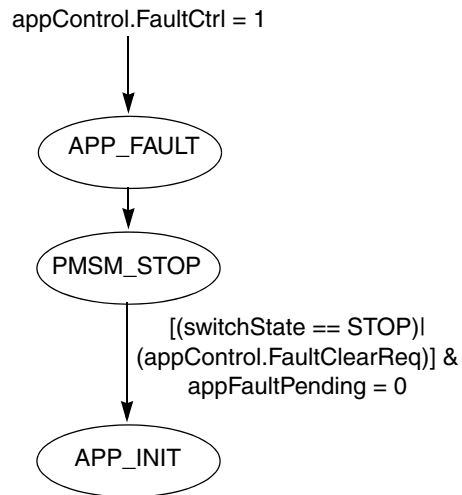 appControl.FaultCtrl = 1
APP_FAULT
PMSM_STOP
[(switchState == STOP)|
(appControl.FaultClearReq)] &
appFaultPending = 0
APP_INIT